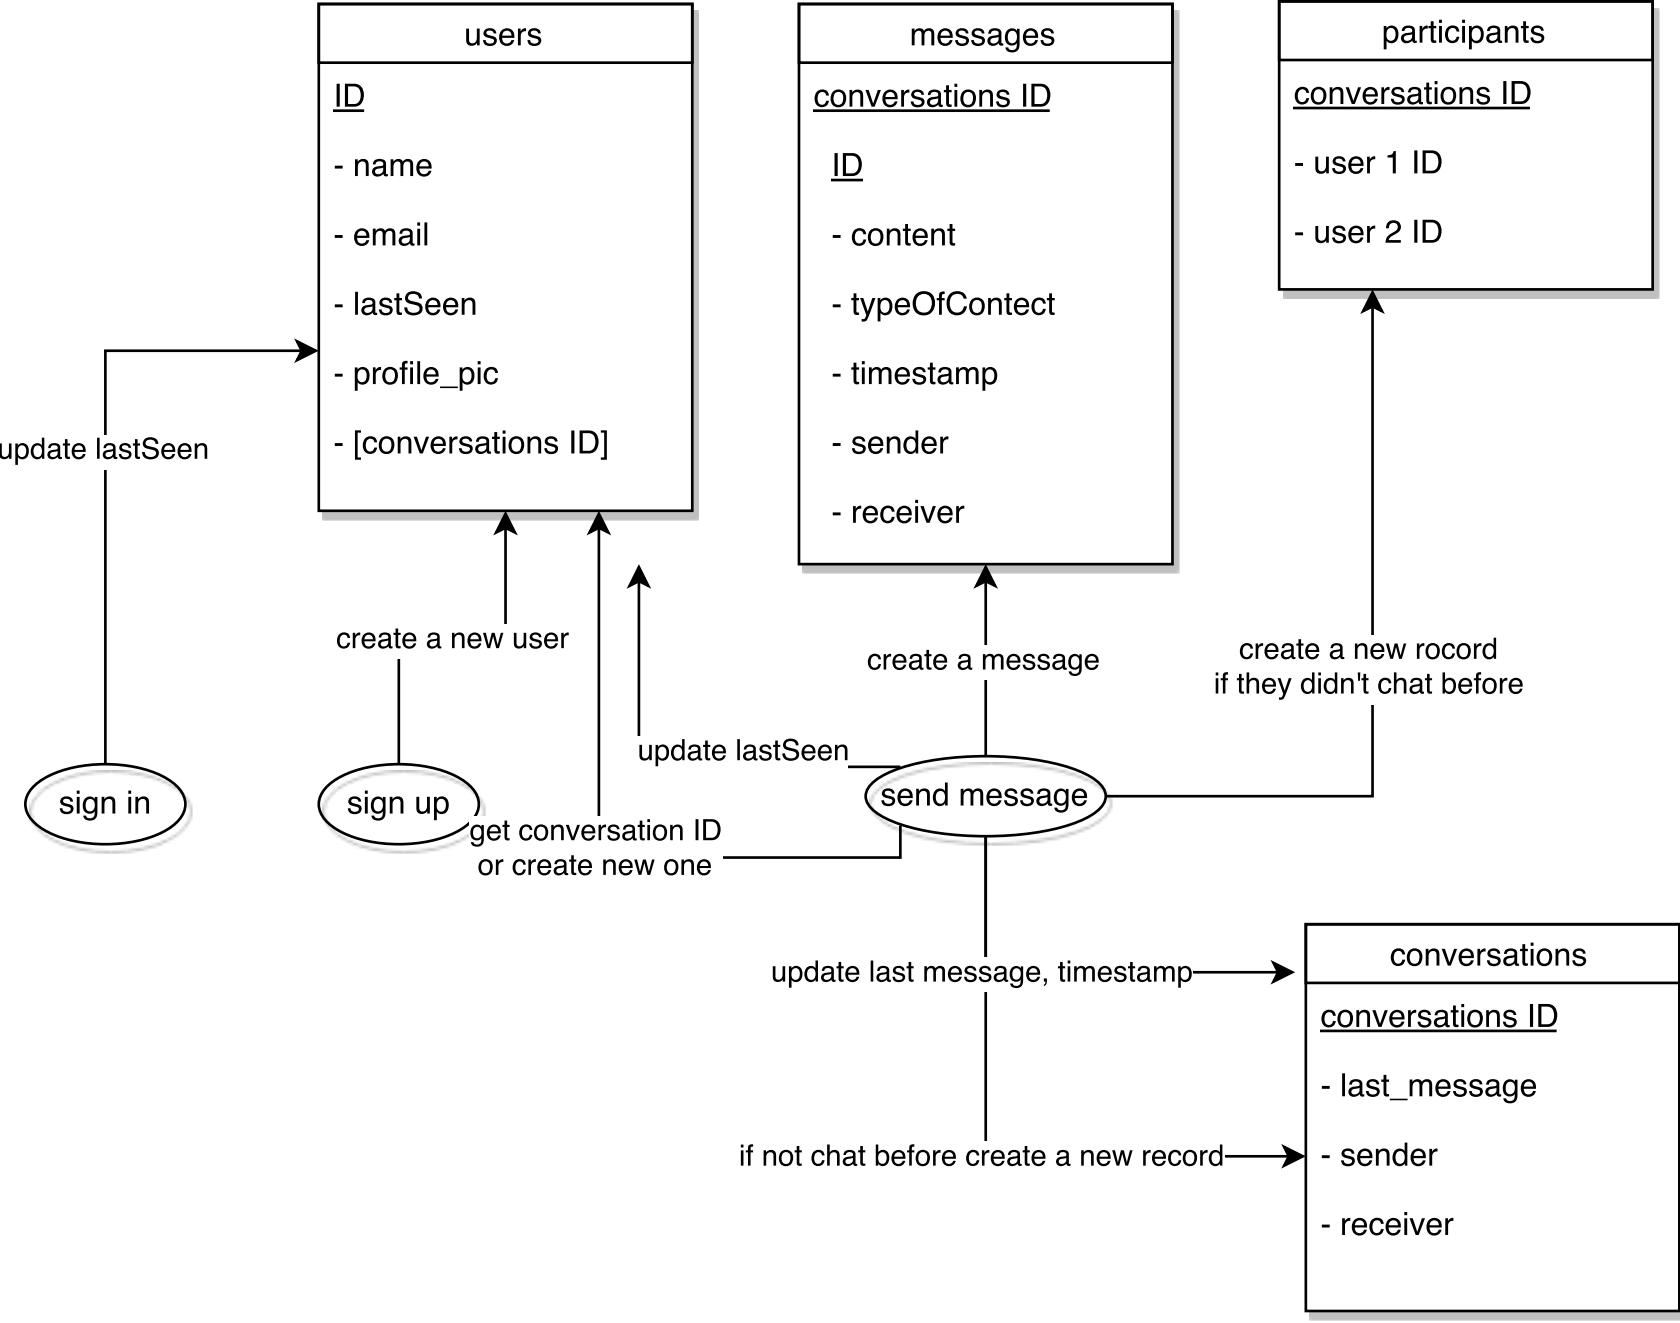 users
ID
- name
- email
- lastSeen
- profile_pic
- [conversations ID]
messages
conversations ID
ID
- content
- typeOfContect
- timestamp
- sender
- receiver
participants
conversations ID
- user 1 ID
- user 2 ID
update lastSeen
create a new user
create a message
create a new rocord
if they didn't chat before
update lastSeen
sign in
sign up
send message
get conversation ID
or create new one
update last message, timestamp
if not chat before create a new record
conversations
conversations ID
- last_message
- sender
- receiver